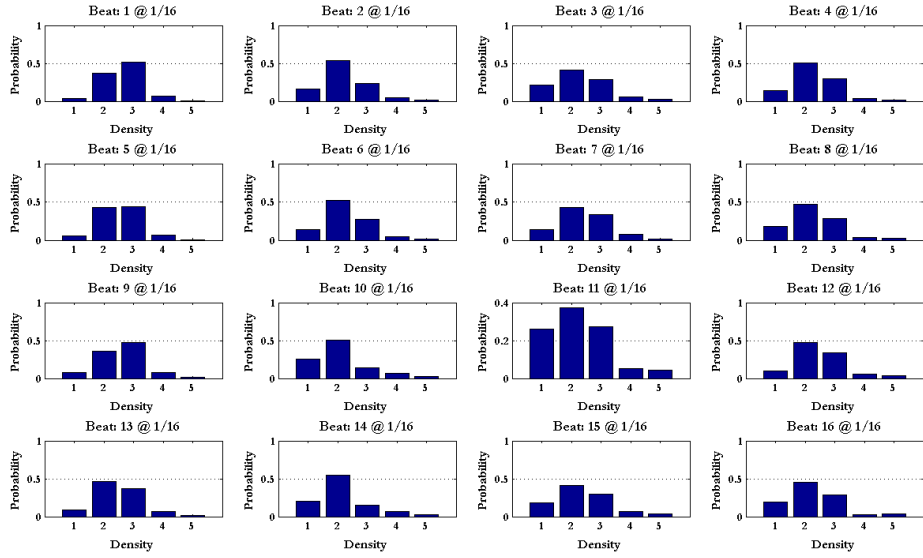 Beat: 1 @ 1/16 Beat: 2 @ 1/16 Beat: 3 @ 1/16 Beat: 4 @ 1/16
1 1 1 1
Probability Probability Probability Probability
0.5 0.5 0.5 0.5
0 0 0 0
1 2 3 4 5 1 2 3 4 5 1 2 3 4 5 1 2 3 4 5
Density Density Density Density
Beat: 5 @ 1/16 Beat: 6 @ 1/16 Beat: 7 @ 1/16 Beat: 8 @ 1/16
1 1 1 1
Probability Probability Probability Probability
0.5 0.5 0.5 0.5
0 0 0 0
1 2 3 4 5 1 2 3 4 5 1 2 3 4 5 1 2 3 4 5
Density Density Density Density
Beat: 9 @ 1/16 Beat: 10 @ 1/16 Beat: 11 @ 1/16 Beat: 12 @ 1/16
1 1 0.4 1
Probability Probability Probability Probability
0.5 0.5 0.2 0.5
0 0 0 0
1 2 3 4 5 1 2 3 4 5 1 2 3 4 5 1 2 3 4 5
Density Density Density Density
Beat: 13 @ 1/16 Beat: 14 @ 1/16 Beat: 15 @ 1/16 Beat: 16 @ 1/16
1 1 1 1
Probability Probability Probability Probability
0.5 0.5 0.5 0.5
0 0 0 0
1 2 3 4 5 1 2 3 4 5 1 2 3 4 5 1 2 3 4 5
Density Density Density Density